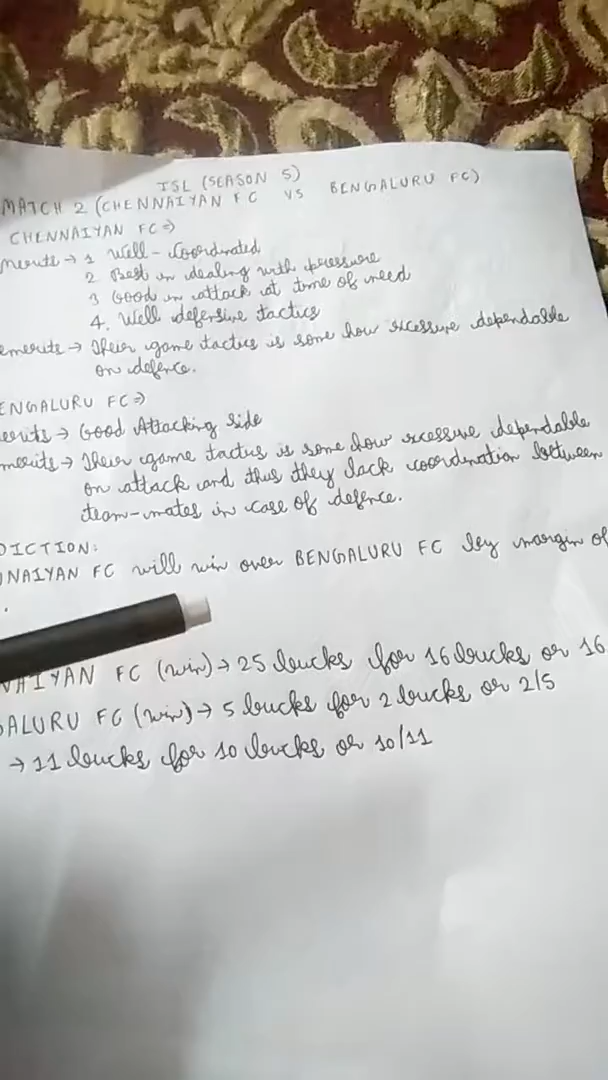 ISL (SEASON 5)
MATCH 2 (CHENNAIYAN FC VS BENGALURU FC)
CHENNAIYAN FC ⇒
merits → 1 Well - Coordinated
2 Best in dealing with pressure
3 Good in attack at time of need
4. Well defensive tactics
emerits → Their game tactics is some how excessive dependable
on defence.
ENGALURU FC ⇒
merits → Good Attacking side
merits → Their game tactics is some how excessive dependable
on attack and thus they lack coordination between
team-mates in case of defence.
DICTION:
NAIYAN FC will win over BENGALURU FC by margin of
NAIYAN FC (win) → 25 bucks for 16 bucks or 16
ALURU FC (win) → 5 bucks for 2 bucks or 2/5
→ 11 bucks for 10 bucks or 10/11